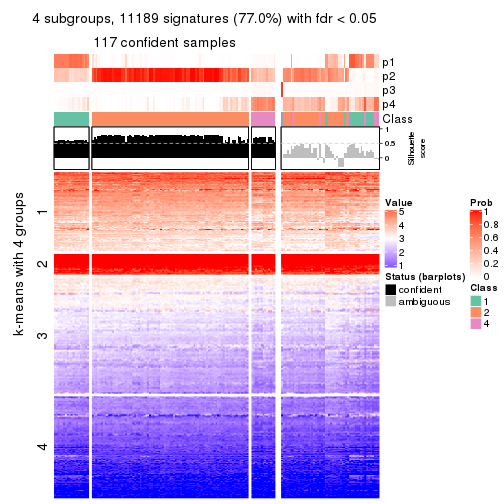 4 subgroups, 11189 signatures (77.0%) with fdr < 0.05
117 confident samples
p1
p2
p3
p4
Class
1
0.5
0
Silhouette
score
k-means with 4 groups
1
2
3
4
Value
5
4
3
2
1
Status (barplots)
confident
ambiguous
Prob
1
0.8
0.6
0.4
0.2
0
Class
1
2
4